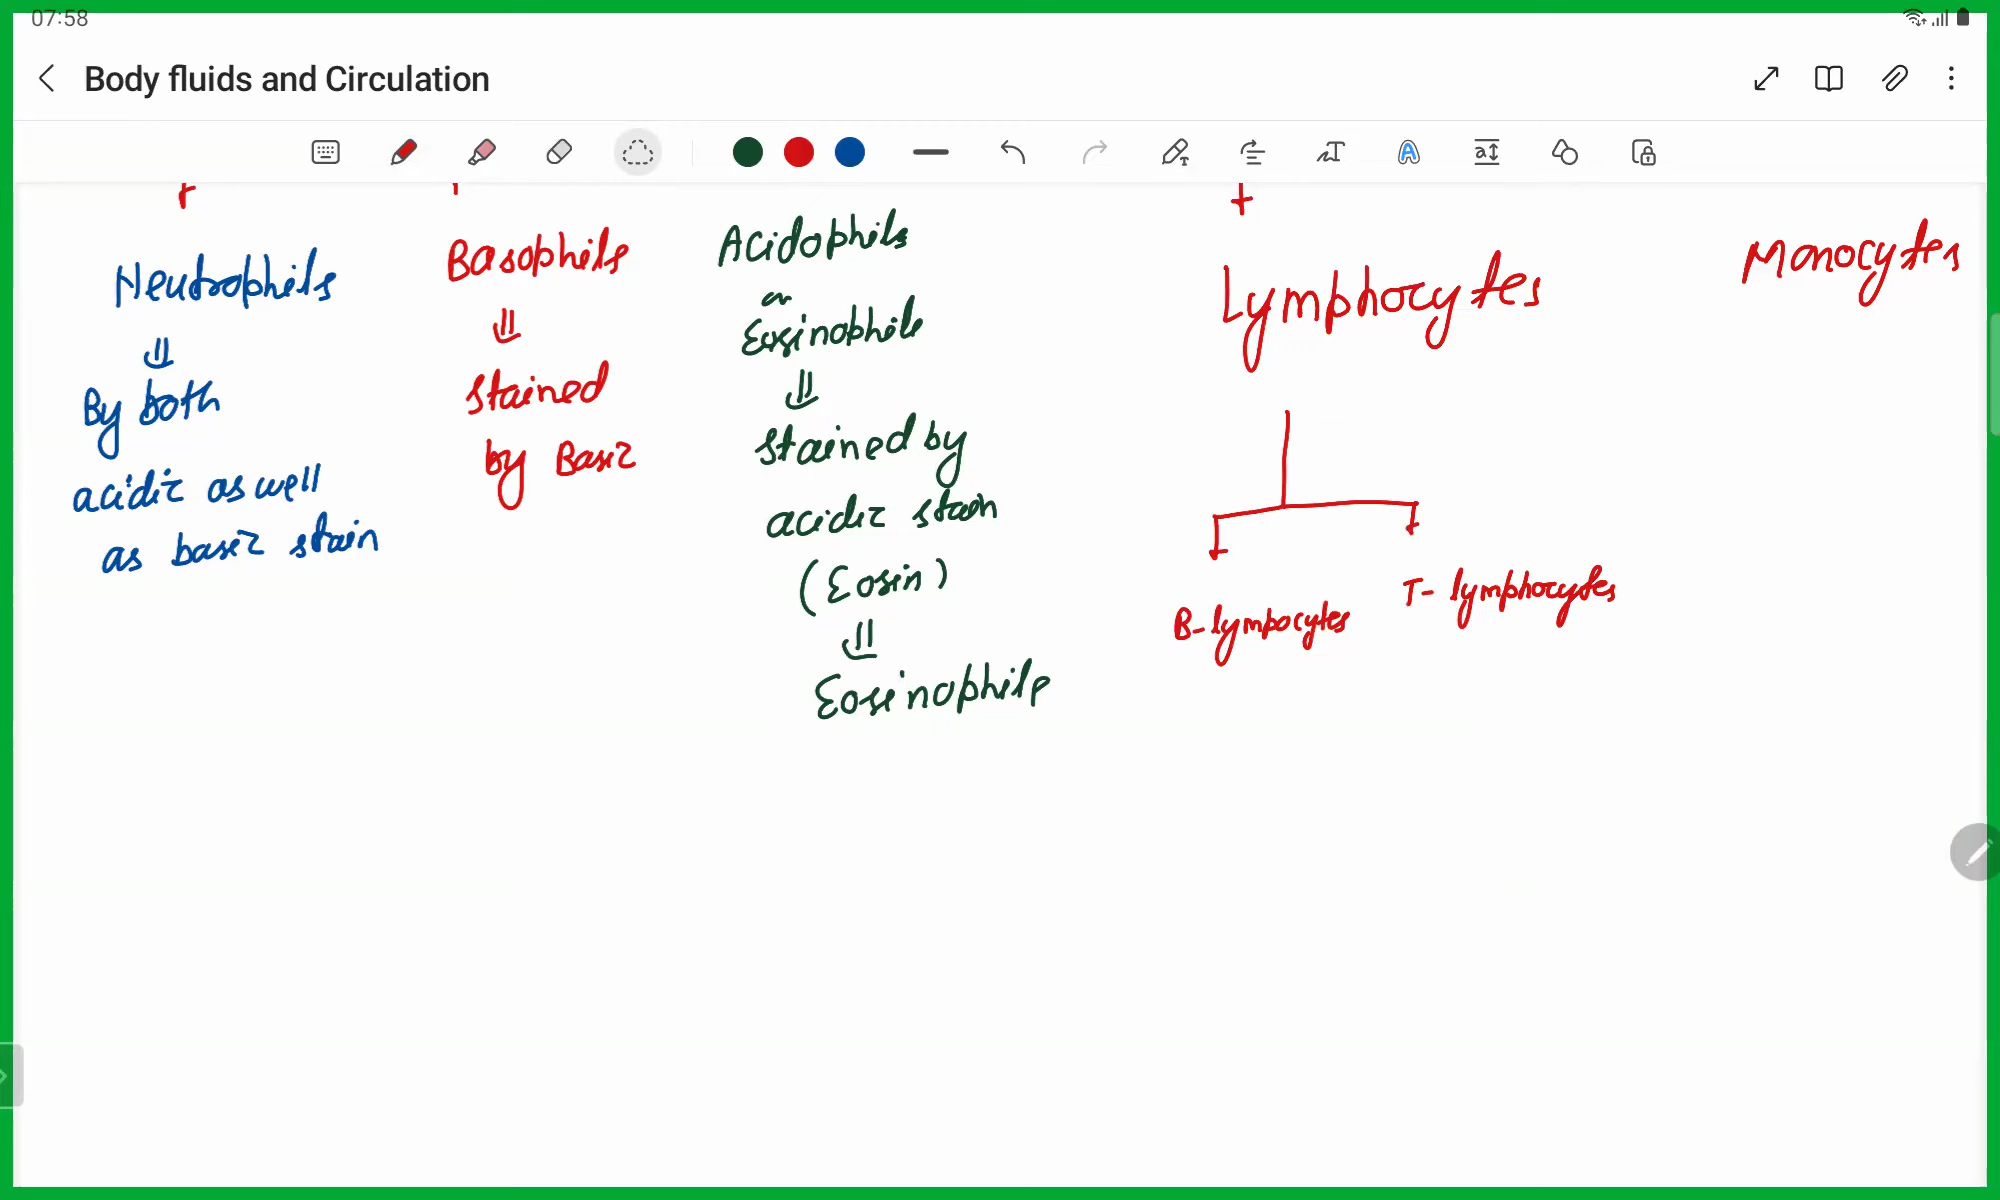 07:58
Body fluids and Circulation
Neutrophils
By both
acidic as well
as basic stain
Basophils
stained
by Basic
Acidophils
or
Eosinophils
stained by
acidic stain
(Eosin)
Eosinophils
Lymphocytes
B-lympocytes
T-lymphocytes
Monocytes